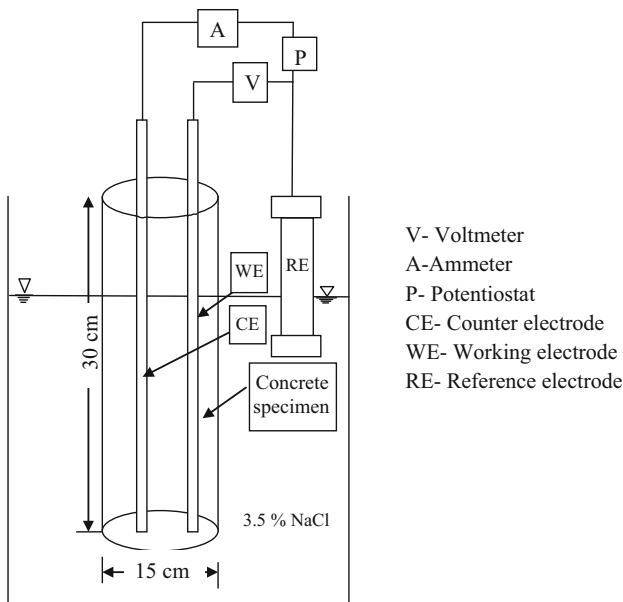 A
P
V
WE
RE
CE
30 cm
Concrete
specimen
3.5 % NaCl
15 cm
V- Voltmeter
A-Ammeter
P- Potentiostat
CE- Counter electrode
WE- Working electrode
RE- Reference electrode